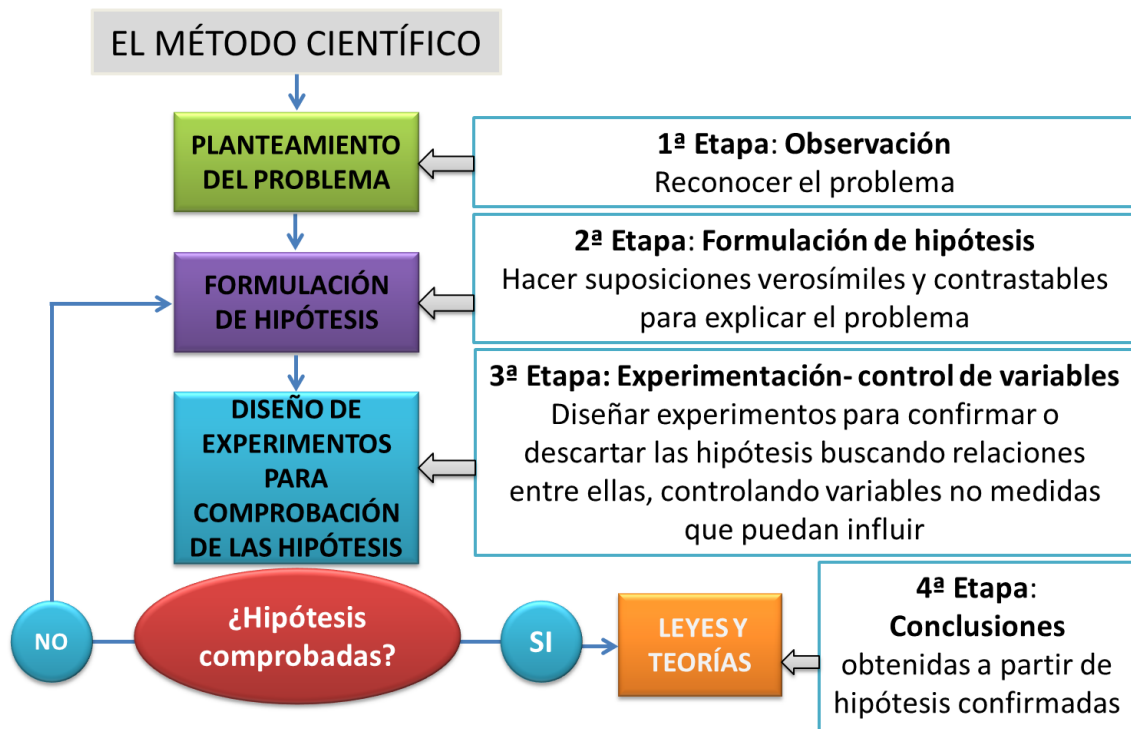 EL MÉTODO CIENTÍFICO
PLANTEAMIENTO
DEL PROBLEMA
1ª Etapa: Observación
Reconocer el problema
FORMULACIÓN
DE HIPÓTESIS
2ª Etapa: Formulación de hipótesis
Hacer suposiciones verosímiles y contrastables
para explicar el problema
DISEÑO DE
EXPERIMENTOS
PARA
COMPROBACIÓN
DE LAS HIPÓTESIS
3ª Etapa: Experimentación- control de variables
Diseñar experimentos para confirmar o
descartar las hipótesis buscando relaciones
entre ellas, controlando variables no medidas
que puedan influir
NO
¿Hipótesis
comprobadas?
SI
LEYES Y
TEORÍAS
4ª Etapa:
Conclusiones
obtenidas a partir de
hipótesis confirmadas